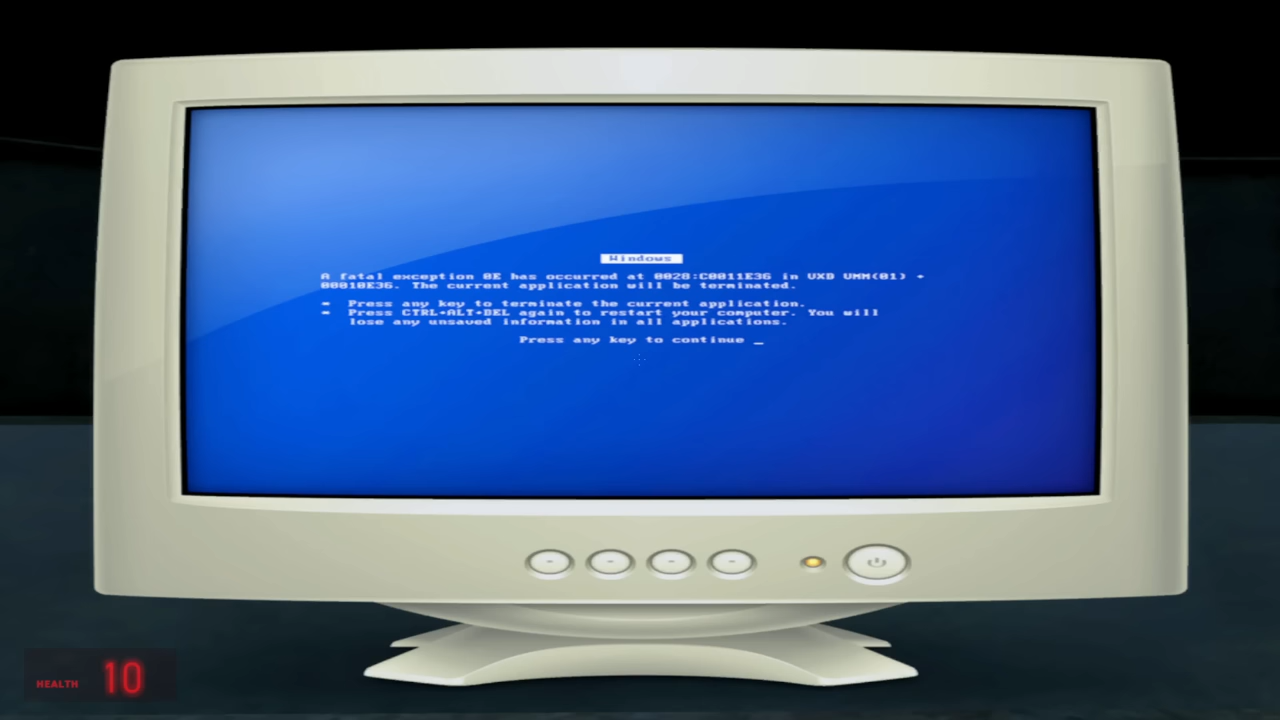 Windows
A fatal exception 0E has occurred at 0028:C0011E36 in VXD VMM(01) +
00010E36. The current application will be terminated.
* Press any key to terminate the current application.
* Press CTRL+ALT+DEL again to restart your computer. You will
lose any unsaved information in all applications.
Press any key to continue _
HEALTH 10